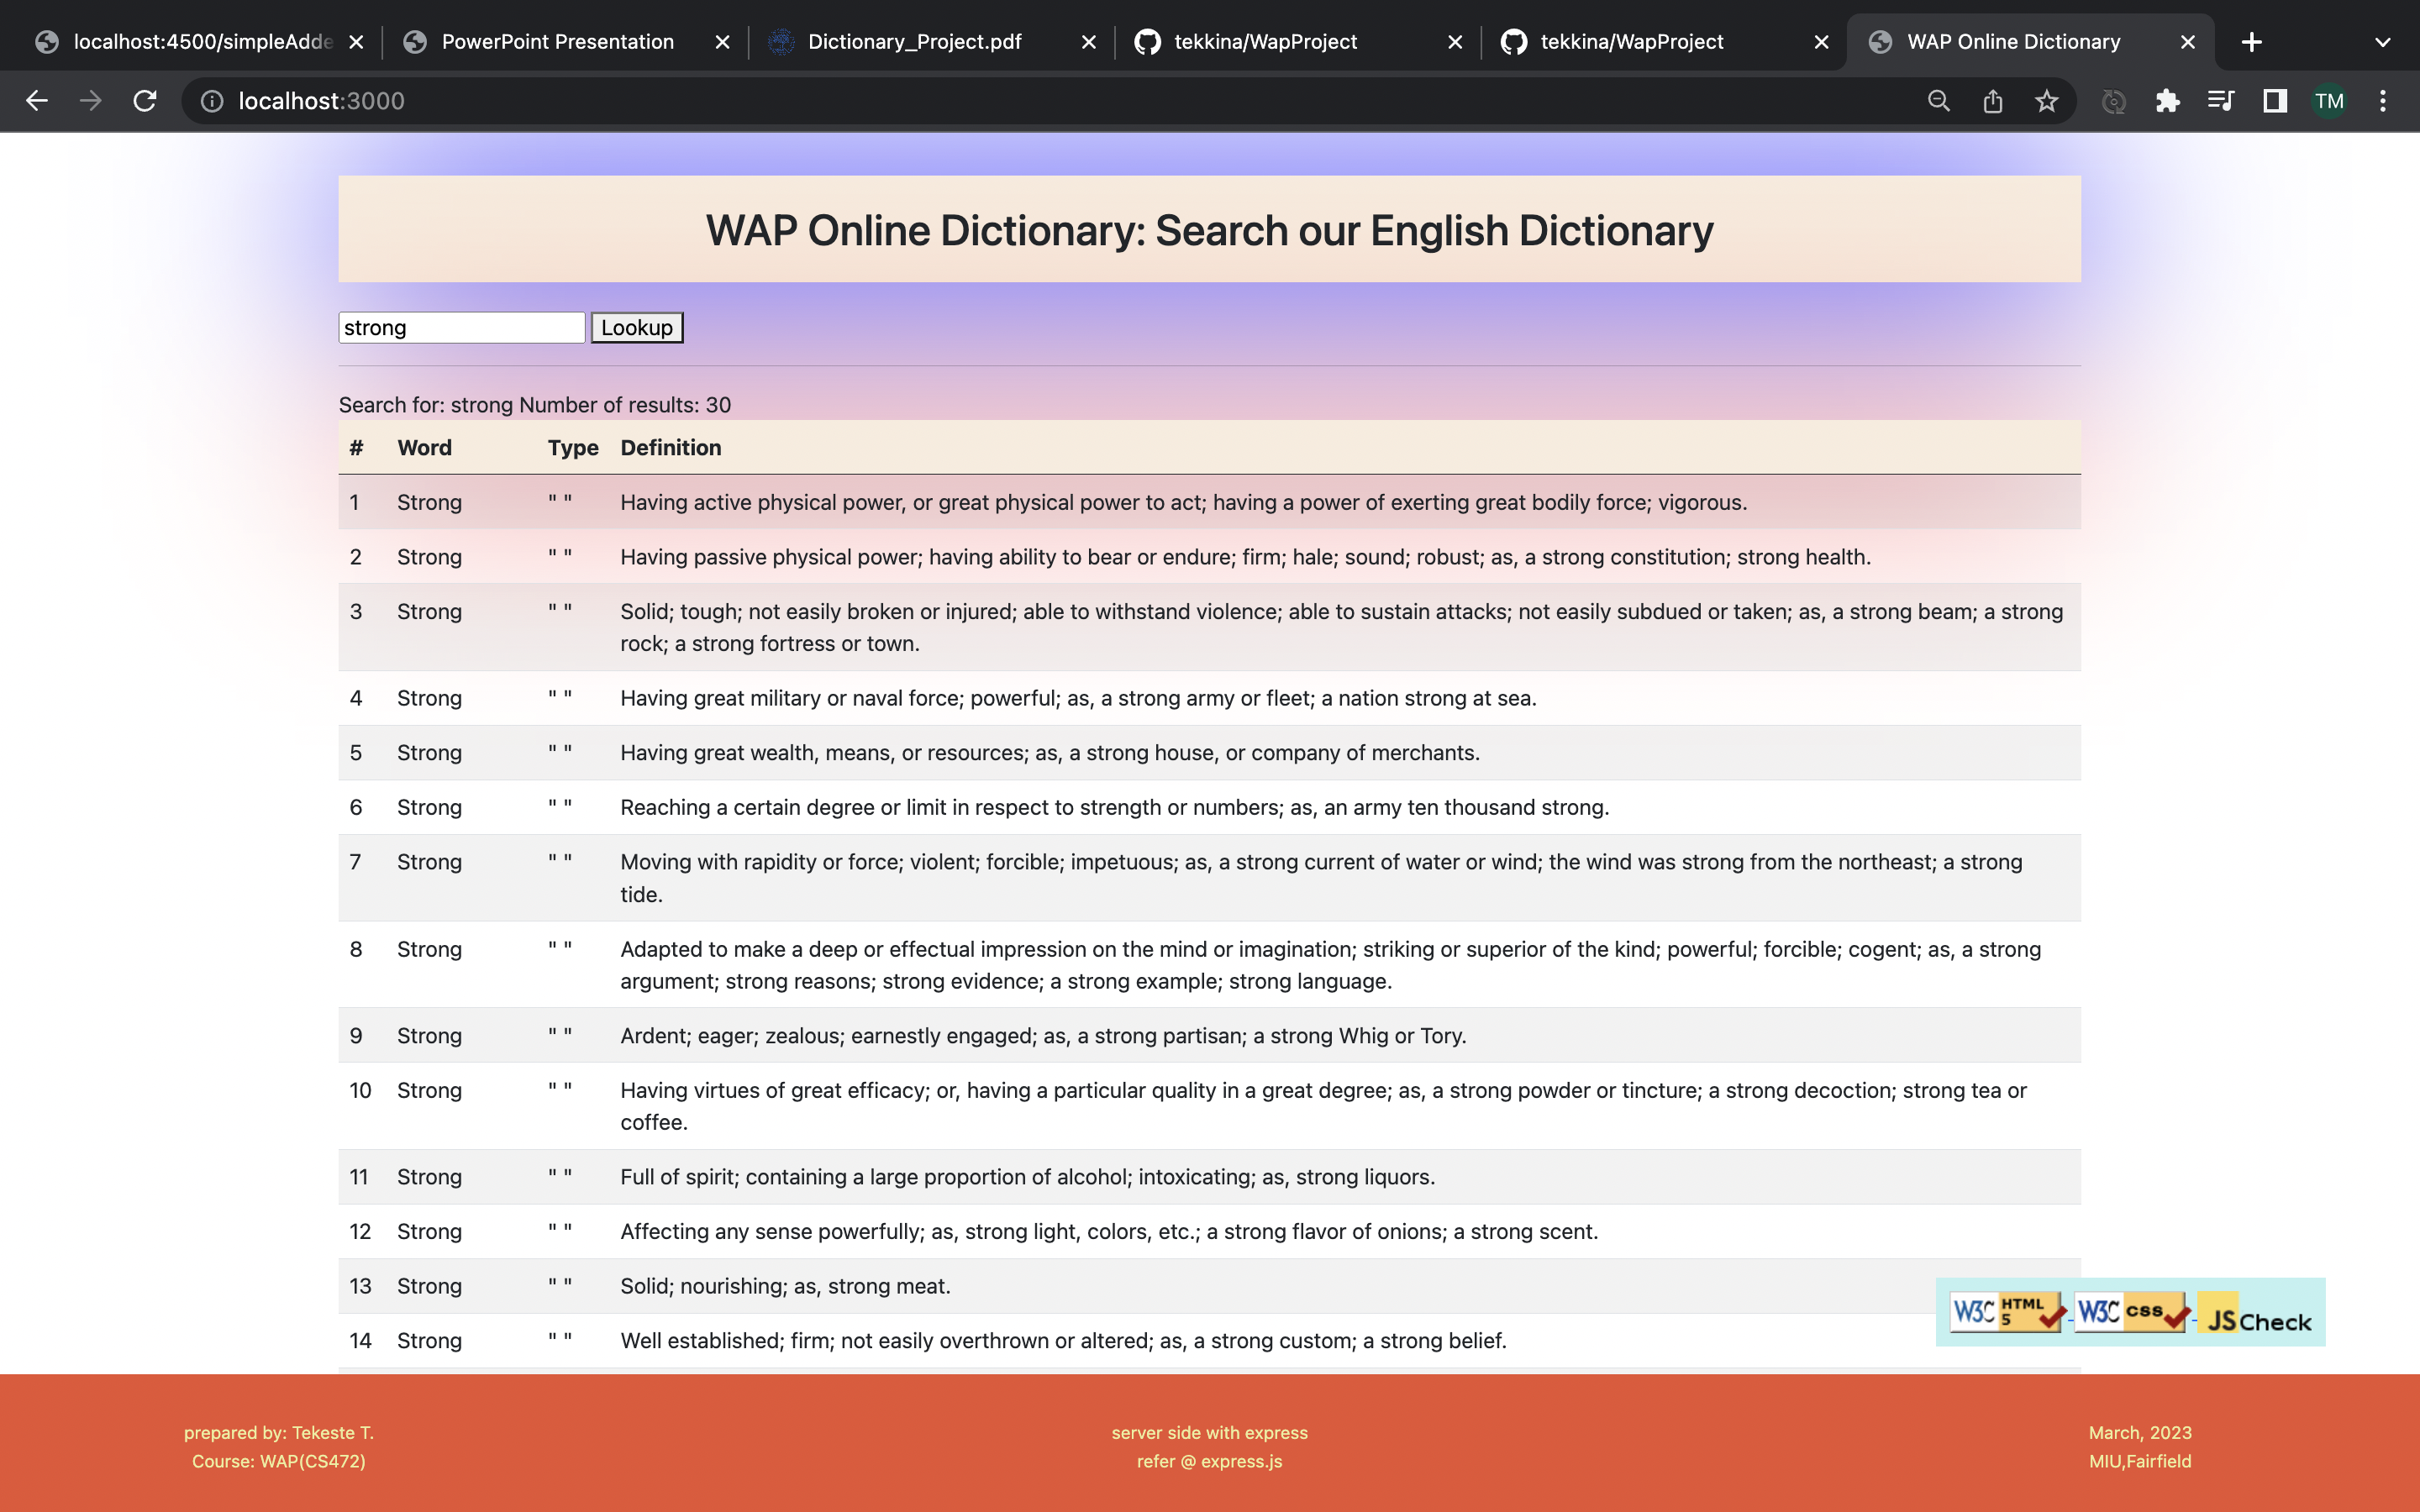 localhost:4500/simpleAdde
PowerPoint Presentation
Dictionary_Project.pdf
tekkina/WapProject
tekkina/WapProject
WAP Online Dictionary
localhost:3000
TM
WAP Online Dictionary: Search our English Dictionary
strong Lookup
Search for: strong Number of results: 30
# Word Type Definition
1 Strong " " Having active physical power, or great physical power to act; having a power of exerting great bodily force; vigorous.
2 Strong " " Having passive physical power; having ability to bear or endure; firm; hale; sound; robust; as, a strong constitution; strong health.
3 Strong " " Solid; tough; not easily broken or injured; able to withstand violence; able to sustain attacks; not easily subdued or taken; as, a strong beam; a strong
rock; a strong fortress or town.
4 Strong " " Having great military or naval force; powerful; as, a strong army or fleet; a nation strong at sea.
5 Strong " " Having great wealth, means, or resources; as, a strong house, or company of merchants.
6 Strong " " Reaching a certain degree or limit in respect to strength or numbers; as, an army ten thousand strong.
7 Strong " " Moving with rapidity or force; violent; forcible; impetuous; as, a strong current of water or wind; the wind was strong from the northeast; a strong
tide.
8 Strong " " Adapted to make a deep or effectual impression on the mind or imagination; striking or superior of the kind; powerful; forcible; cogent; as, a strong
argument; strong reasons; strong evidence; a strong example; strong language.
9 Strong " " Ardent; eager; zealous; earnestly engaged; as, a strong partisan; a strong Whig or Tory.
10 Strong " " Having virtues of great efficacy; or, having a particular quality in a great degree; as, a strong powder or tincture; a strong decoction; strong tea or
coffee.
11 Strong " " Full of spirit; containing a large proportion of alcohol; intoxicating; as, strong liquors.
12 Strong " " Affecting any sense powerfully; as, strong light, colors, etc.; a strong flavor of onions; a strong scent.
13 Strong " " Solid; nourishing; as, strong meat.
14 Strong " " Well established; firm; not easily overthrown or altered; as, a strong custom; a strong belief.
W3C HTML 5 W3C css JS Check
prepared by: Tekeste T.
Course: WAP(CS472)
server side with express
refer @ express.js
March, 2023
MIU,Fairfield